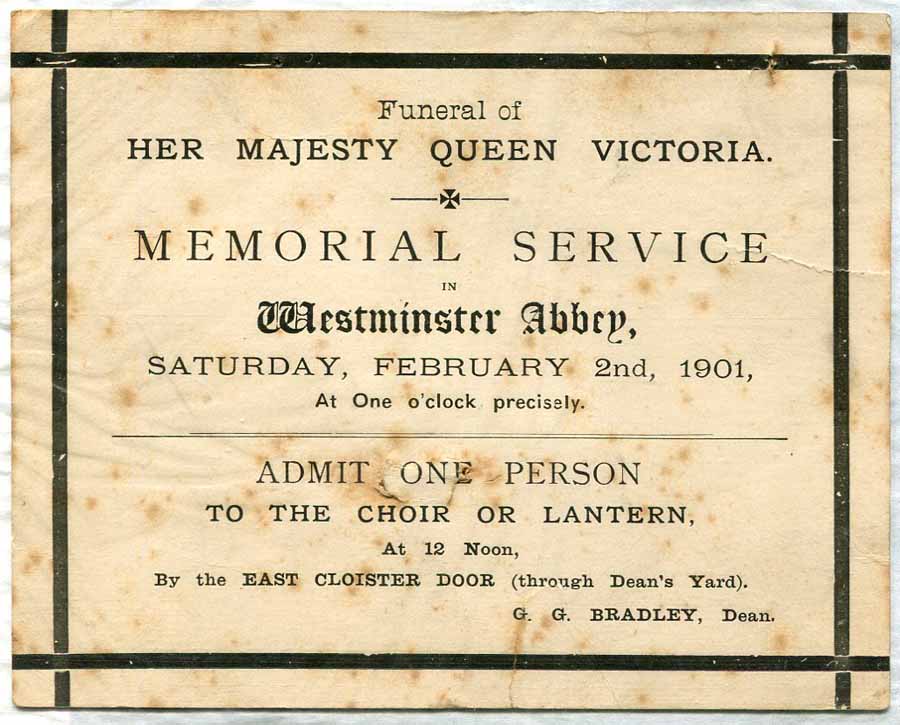 Funeral of
HER MAJESTY QUEEN VICTORIA.
MEMORIAL SERVICE
IN
Westminster Abbey,
SATURDAY, FEBRUARY 2nd, 1901,
At One o'clock precisely.
ADMIT ONE PERSON
TO THE CHOIR OR LANTERN,
At 12 Noon,
By the EAST CLOISTER DOOR (through Dean's Yard).
G. G. BRADLEY, Dean.